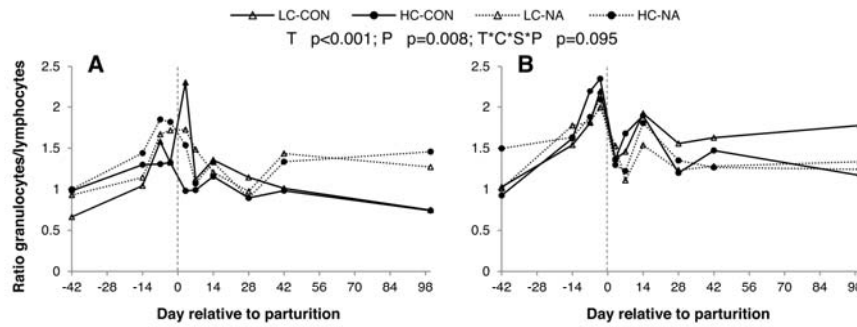 LC-CON HC-CON LC-NA HC-NA
T p<0.001; P p=0.008; T*C*S*P p=0.095
A
B
Ratio granulocytes/lymphocytes
2.5
2
1.5
1
0.5
0
-42 -28 -14 0 14 28 42 56 70 84 98
Day relative to parturition
2.5
2
1.5
1
0.5
0
-42 -28 -14 0 14 28 42 56 70 84 98
Day relative to parturition